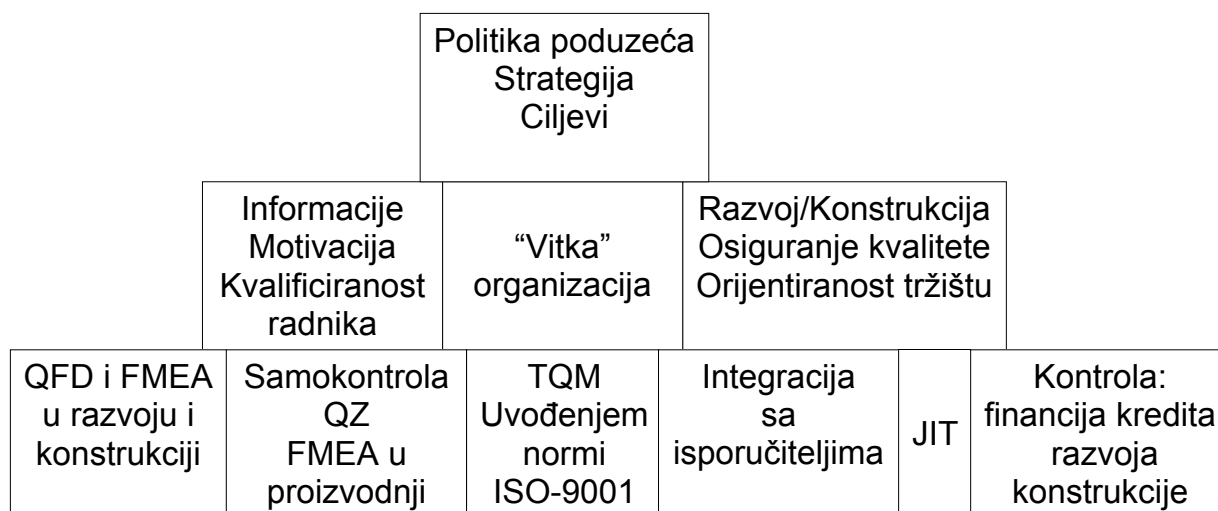 Politika poduzeća
Strategija
Ciljevi
Informacije
Motivacija
Kvalificiranost
radnika
“Vitka”
organizacija
Razvoj/Konstrukcija
Osiguranje kvalitete
Orijentiranost tržištu
QFD i FMEA
u razvoju i
konstrukciji
Samokontrola
QZ
FMEA u
proizvodnji
TQM
Uvođenjem
normi
ISO-9001
Integracija
sa
isporučiteljima
JIT
Kontrola:
financija kredita
razvoja
konstrukcije